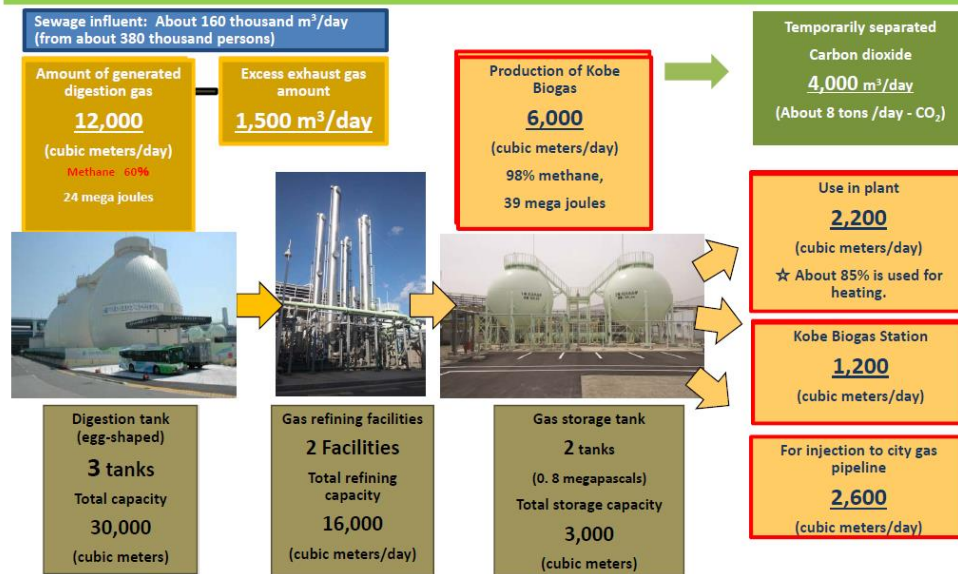 Sewage influent: About 160 thousand m³/day
(from about 380 thousand persons)
Amount of generated
digestion gas
12,000
(cubic meters/day)
Methane 60%
24 mega joules
Excess exhaust gas
amount
1,500 m³/day
Production of Kobe
Biogas
6,000
(cubic meters/day)
98% methane,
39 mega joules
Temporarily separated
Carbon dioxide
4,000 m³/day
(About 8 tons /day - CO₂)
Use in plant
2,200
(cubic meters/day)
☆ About 85% is used for
heating.
Kobe Biogas Station
1,200
(cubic meters/day)
For injection to city gas
pipeline
2,600
(cubic meters/day)
Digestion tank
(egg-shaped)
3 tanks
Total capacity
30,000
(cubic meters)
Gas refining facilities
2 Facilities
Total refining
capacity
16,000
(cubic meters/day)
Gas storage tank
2 tanks
(0. 8 megapascals)
Total storage capacity
3,000
(cubic meters)